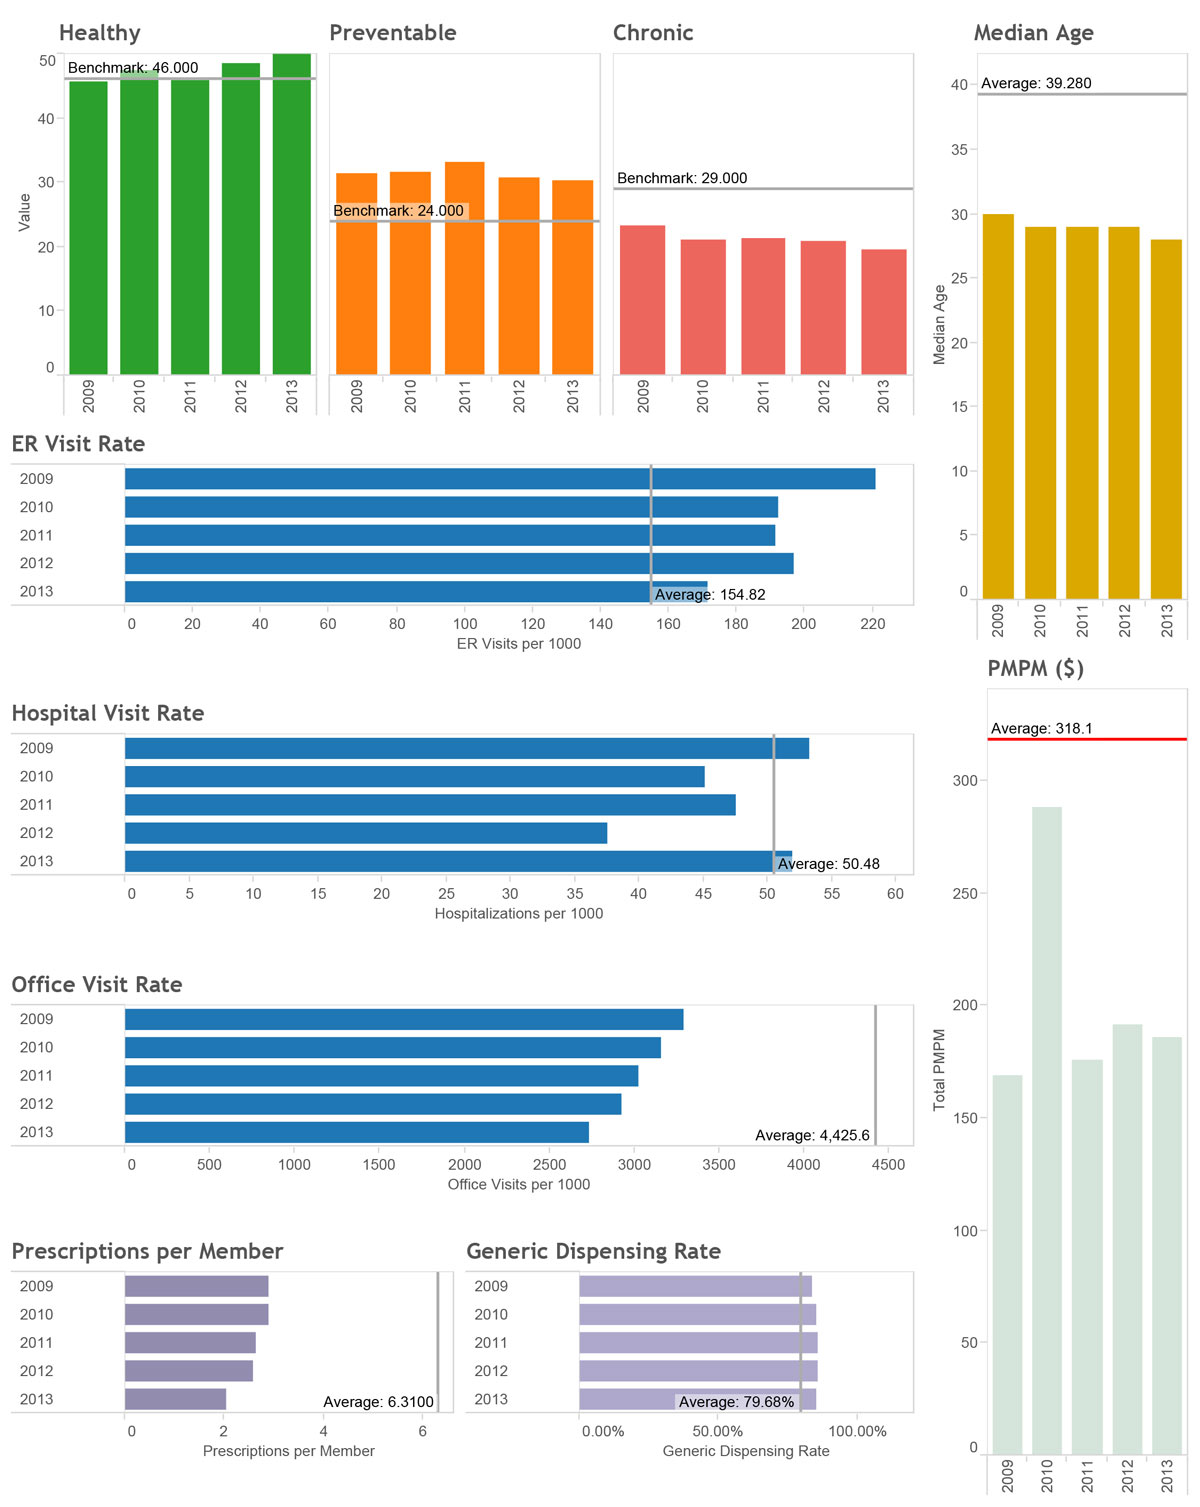 Healthy
Preventable
Chronic
Median Age
Value
50
40
30
20
10
0
Benchmark: 46.000
2009
2010
2011
2012
2013
Benchmark: 24.000
2009
2010
2011
2012
2013
Benchmark: 29.000
2009
2010
2011
2012
2013
Median Age
40
35
30
25
20
15
10
5
0
Average: 39.280
2009
2010
2011
2012
2013
ER Visit Rate
2009
2010
2011
2012
2013
Average: 154.82
0 20 40 60 80 100 120 140 160 180 200 220
ER Visits per 1000
PMPM ($)
Average: 318.1
Total PMPM
300
250
200
150
100
50
0
2009
2010
2011
2012
2013
Hospital Visit Rate
2009
2010
2011
2012
2013
Average: 50.48
0 5 10 15 20 25 30 35 40 45 50 55 60
Hospitalizations per 1000
Office Visit Rate
2009
2010
2011
2012
2013
Average: 4,425.6
0 500 1000 1500 2000 2500 3000 3500 4000 4500
Office Visits per 1000
Prescriptions per Member
2009
2010
2011
2012
2013
Average: 6.3100
0 2 4 6
Prescriptions per Member
Generic Dispensing Rate
2009
2010
2011
2012
2013
Average: 79.68%
0.00% 50.00% 100.00%
Generic Dispensing Rate